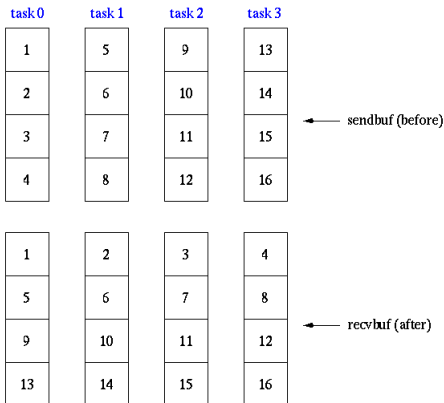 task 0 task 1 task 2 task 3
1 5 9 13
2 6 10 14
sendbuf (before)
3 7 11 15
4 8 12 16
1 2 3 4
5 6 7 8
recvbuf (after)
9 10 11 12
13 14 15 16